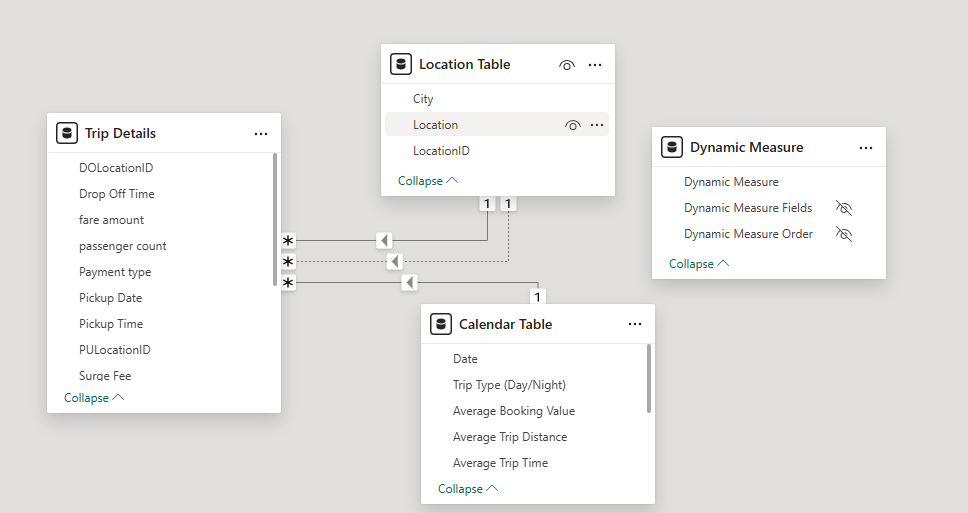 Location Table
City
Location
LocationID
Collapse
1 1
Trip Details
DOLocationID
Drop Off Time
fare amount
passenger count
Payment type
Pickup Date
Pickup Time
PULocationID
Surge Fee
Collapse
*
*
*
Dynamic Measure
Dynamic Measure
Dynamic Measure Fields
Dynamic Measure Order
Collapse
1
Calendar Table
Date
Trip Type (Day/Night)
Average Booking Value
Average Trip Distance
Average Trip Time
Collapse